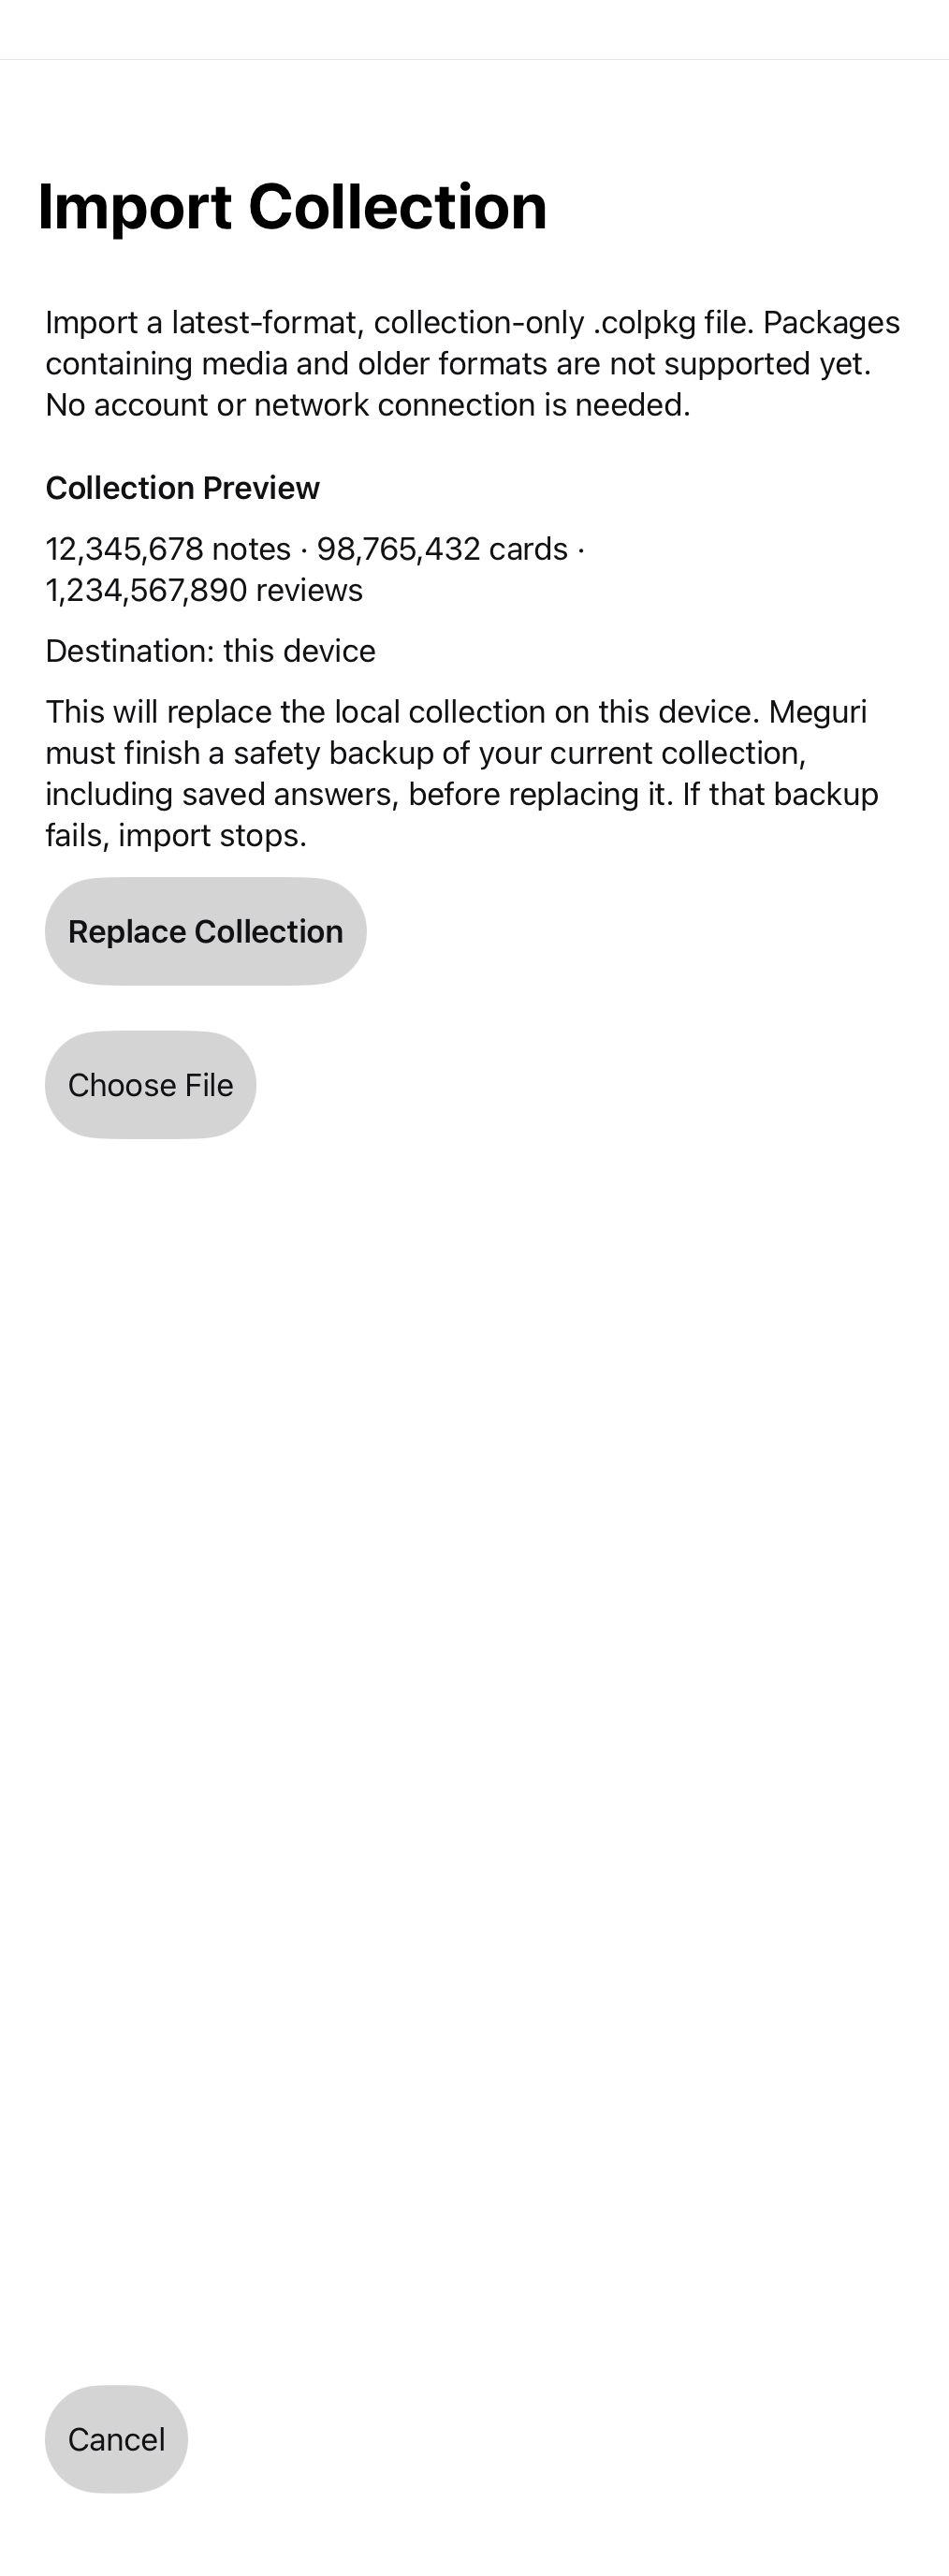 Import Collection
Import a latest-format, collection-only .colpkg file. Packages
containing media and older formats are not supported yet.
No account or network connection is needed.
Collection Preview
12,345,678 notes · 98,765,432 cards ·
1,234,567,890 reviews
Destination: this device
This will replace the local collection on this device. Meguri
must finish a safety backup of your current collection,
including saved answers, before replacing it. If that backup
fails, import stops.
Replace Collection
Choose File
Cancel